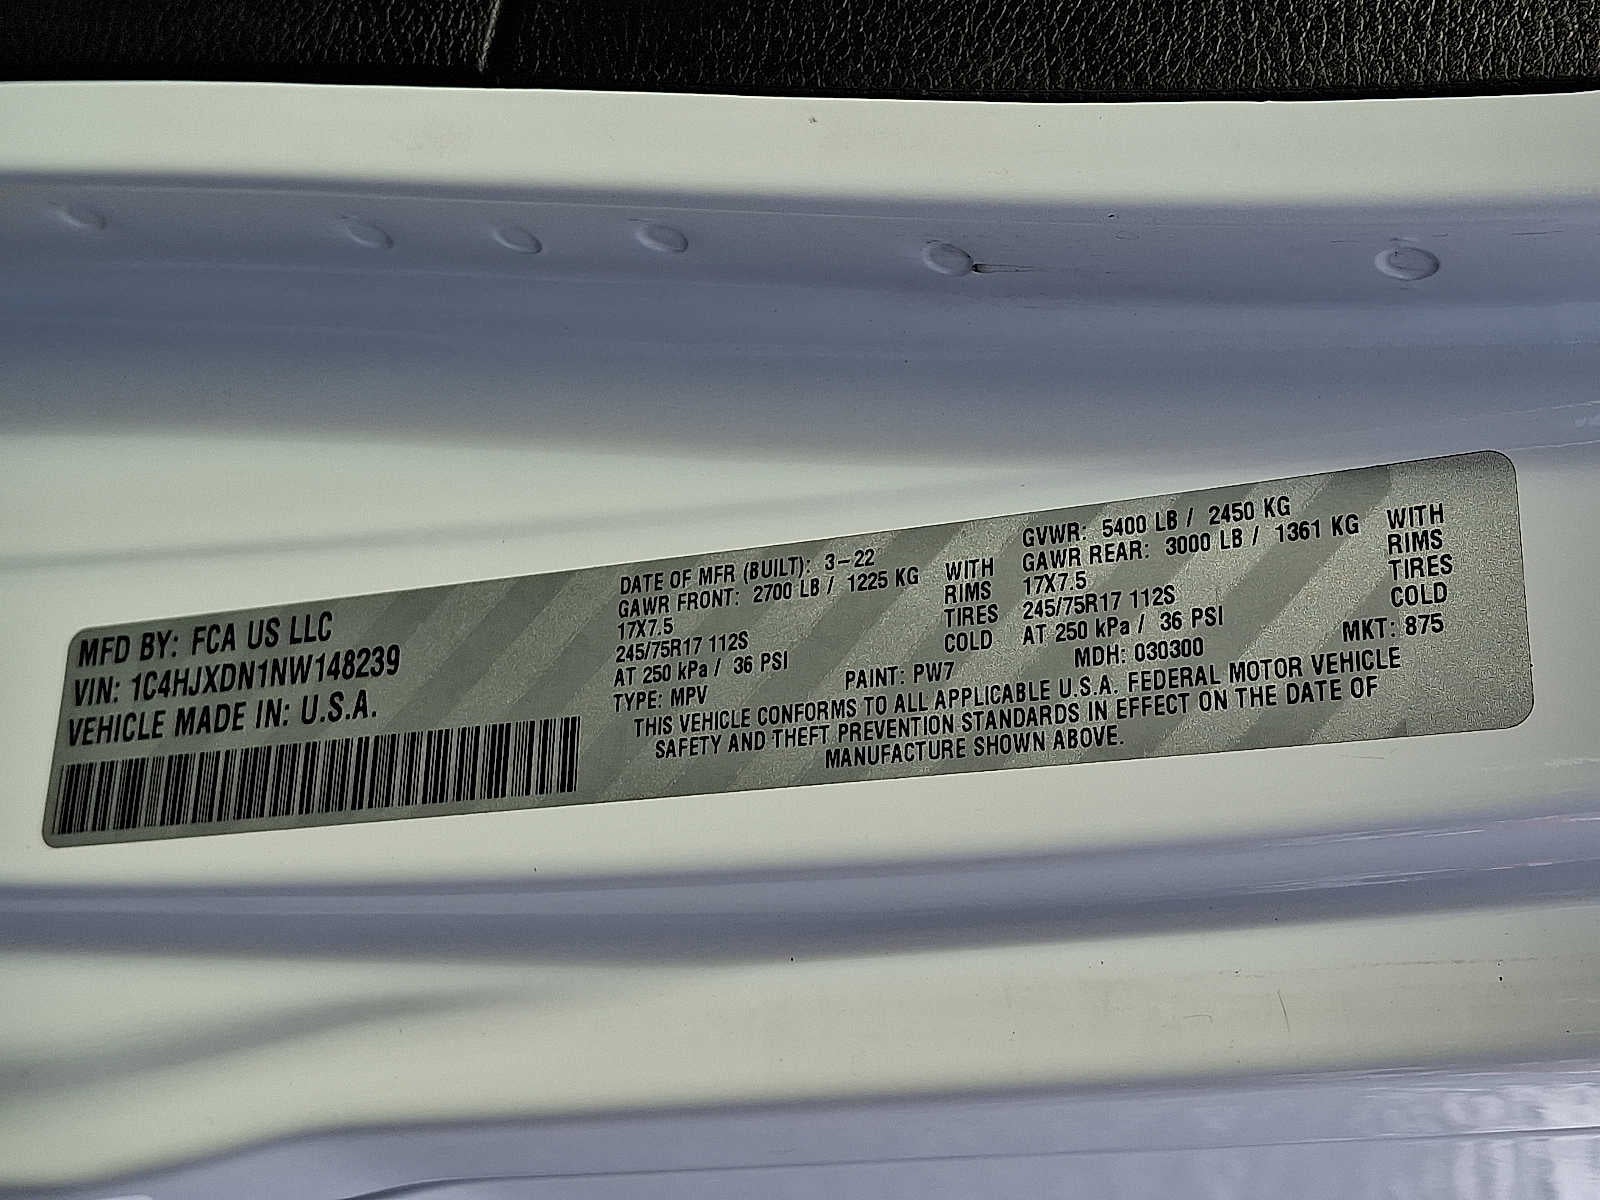 MFD BY: FCA US LLC
VIN: 1C4HJXDN1NW148239
VEHICLE MADE IN: U.S.A.
DATE OF MFR (BUILT): 3-22
GAWR FRONT: 2700 LB / 1225 KG WITH
17X7.5 RIMS
245/75R17 112S TIRES
AT 250 kPa / 36 PSI COLD
GVWR: 5400 LB / 2450 KG
GAWR REAR: 3000 LB / 1361 KG WITH
17X7.5 RIMS
245/75R17 112S TIRES
AT 250 kPa / 36 PSI COLD
TYPE: MPV PAINT: PW7 MDH: 030300 MKT: 875
THIS VEHICLE CONFORMS TO ALL APPLICABLE U.S.A. FEDERAL MOTOR VEHICLE
SAFETY AND THEFT PREVENTION STANDARDS IN EFFECT ON THE DATE OF
MANUFACTURE SHOWN ABOVE.